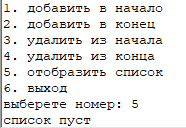 1. добавить в начало
2. добавить в конец
3. удалить из начала
4. удалить из конца
5. отобразить список
6. выход
выберете номер: 5
список пуст